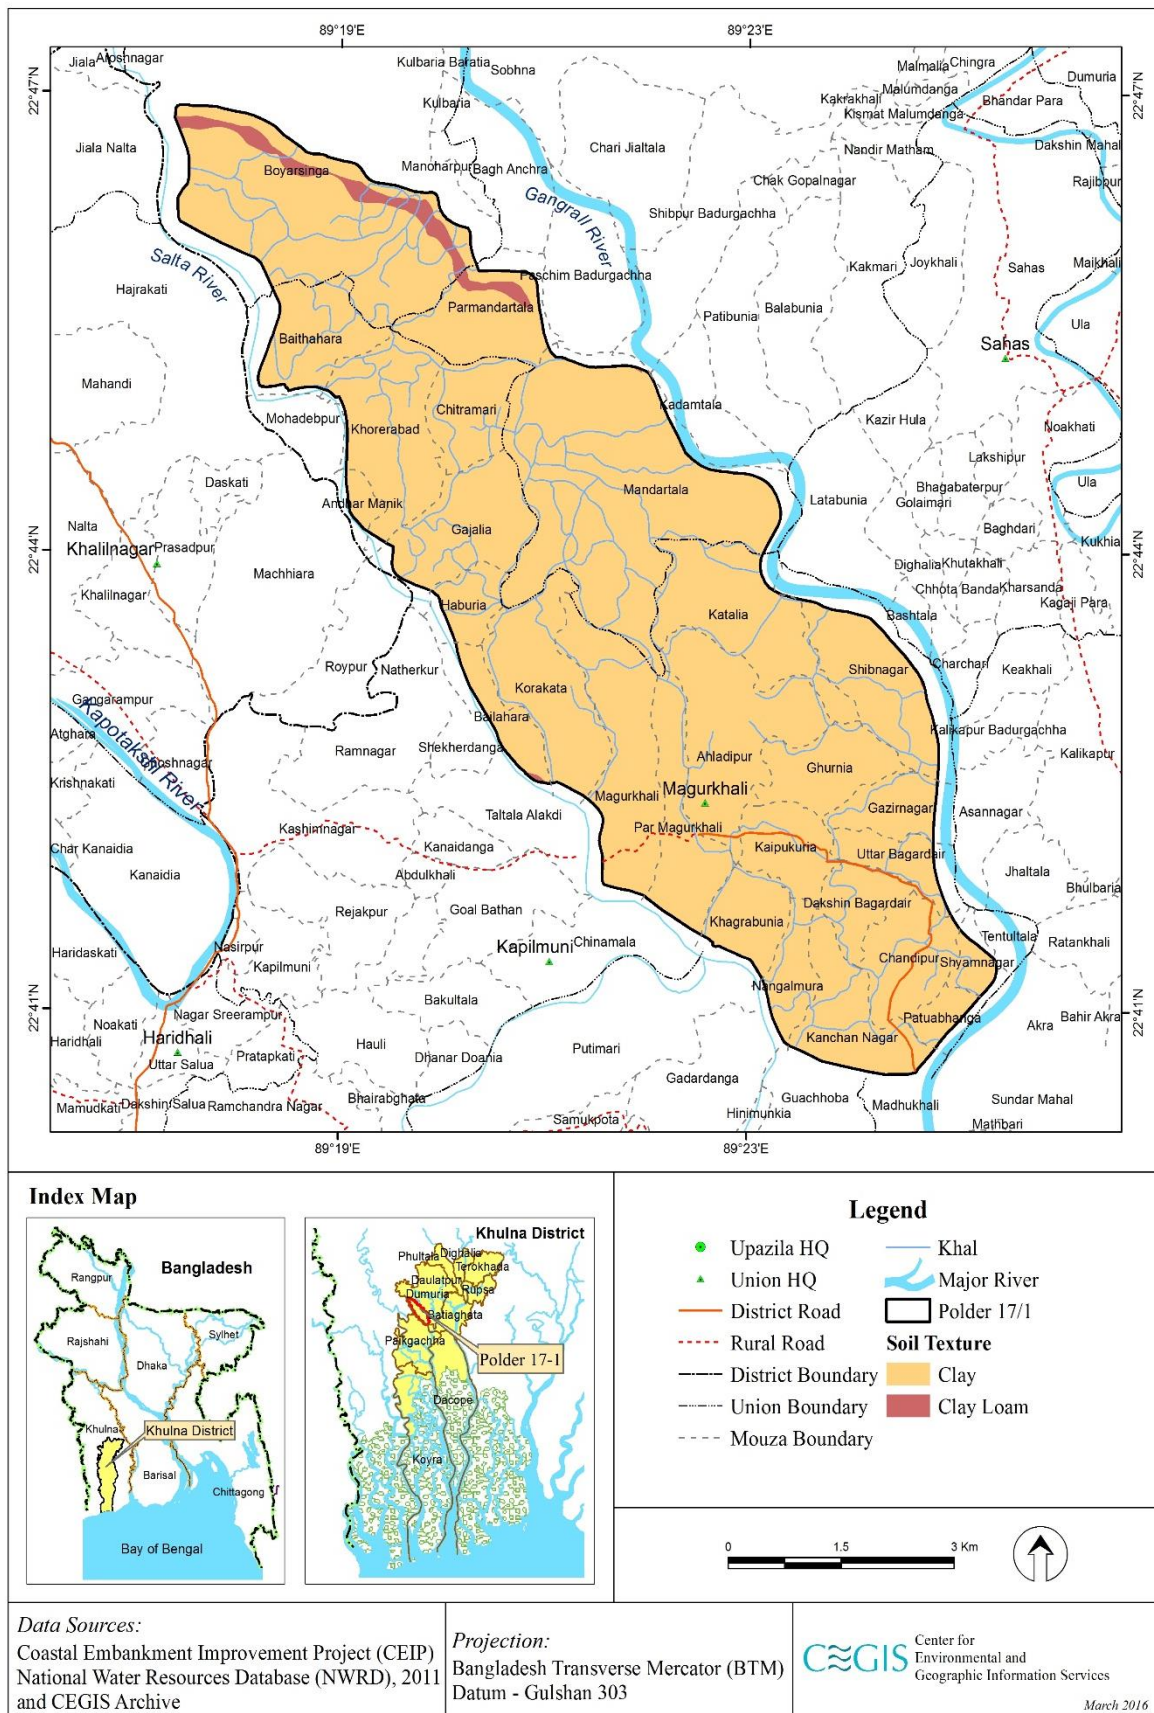 89°19'E
89°23'E
22°47'N
22°47'N
22°44'N
22°44'N
22°41'N
22°41'N
89°19'E
89°23'E
Jiala
Kulbaria Baratia
Sobhna
Malmalia
Chingra
Malumdanga
Dumuria
Kakrakhali
Bhandar Para
Kulbaria
Kismat Malumdanga
Jiala Nalta
Chari Jialtala
Nandir Matham
Dakshin Mahal
Boyarsinga
Manoharpur
Bagh Anchra
Chak Gopalnagar
Rajibpur
Gangrail River
Shibpur Badurgachha
Salta River
Kakmari
Joykhali
Sahas
Maikhali
Hajrakati
Paschim Badurgachha
Parmandartala
Balabunia
Patibunia
Ula
Baithahara
Sahas
Mahandi
Chitramari
Kadamtala
Mohadebpur
Khorerabad
Kazir Hula
Noakhati
Lakshipur
Daskati
Mandartala
Bhagabaterpur
Ula
Andhar Manik
Latabunia
Golaimari
Nalta
Gajalia
Baghdari
Khalilnagar
Prasadpur
Kukhia
Machhiara
Dighalia
Khutakhali
Khalilnagar
Chhota Banda
Kharsanda
Haburia
Katalia
Bashtala
Kagaji Para
Roypur
Natherkur
Shibnagar
Charchari
Keakhali
Gangarampur
Korakata
Kapotakshi River
Bailahara
Atghara
Kalikapur Badurgachha
Ramnagar
Shekherdanga
Ahladipur
Kalikapur
Ghoshnagar
Ghurnia
Krishnakati
Magurkhali
Magurkhali
Gazirnagar
Asannagar
Taltala Alakdi
Kashimnagar
Par Magurkhali
Char Kanaidia
Kanaidanga
Kaipukuria
Uttar Bagardair
Kanaidia
Abdulkhali
Jhaltala
Bhulbaria
Rejakpur
Goal Bathan
Dakshin Bagardair
Khagrabunia
Haridaskati
Nasirpur
Kapilmuni
Chinamala
Tentultala
Ratankhali
Kapilmuni
Chandipur
Shyamnagar
Nangalmura
Bakultala
Nagar Sreerampur
Patuabhanga
Noakati
Akra
Bahir Akra
Haridhali
Haridhali
Hauli
Putimari
Kanchan Nagar
Pratapkati
Dhanar Doania
Uttar Salua
Gadardanga
Bhairabghata
Guachhoba
Sundar Mahal
Mamudkati
Dakshin Salua
Ramchandra Nagar
Madhukhali
Samukpota
Hinimunkia
Mathbari
Index Map
Bangladesh
Rangpur
Rajshahi
Sylhet
Dhaka
Khulna
Khulna District
Barisal
Chittagong
Bay of Bengal
Khulna District
Phultala
Dighalia
Terokhada
Daulatpur
Dumuria
Rupsa
Batiaghata
Paikgachha
Polder 17-1
Dacope
Koyra
Legend
Upazila HQ
Union HQ
District Road
Rural Road
District Boundary
Union Boundary
Mouza Boundary
Khal
Major River
Polder 17/1
Soil Texture
Clay
Clay Loam
0 1.5 3 Km
Data Sources:
Coastal Embankment Improvement Project (CEIP)
National Water Resources Database (NWRD), 2011
and CEGIS Archive
Projection:
Bangladesh Transverse Mercator (BTM)
Datum - Gulshan 303
CEGIS
Center for
Environmental and
Geographic Information Services
March 2016